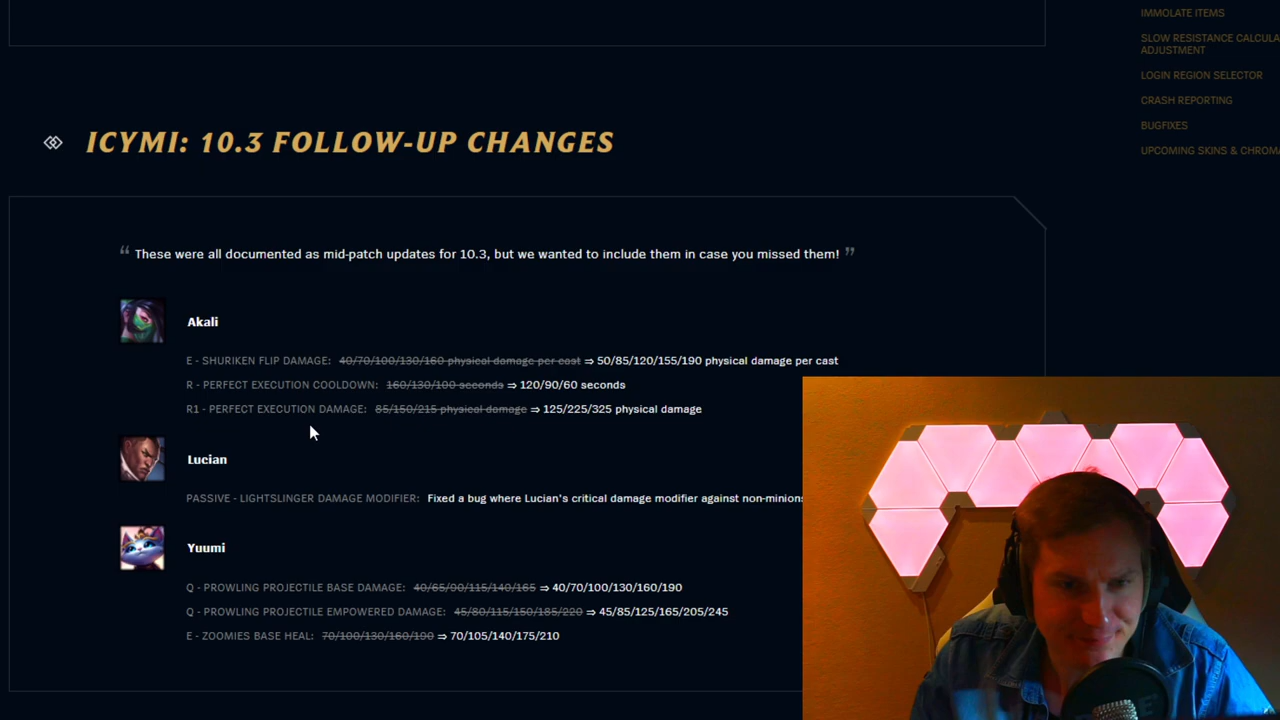 IMMOLATE ITEMS
SLOW RESISTANCE
ADJUSTMENT
LOGIN REGION SELECTOR
CRASH REPORTING
BUGFIXES
UPCOMING SKINS &
ICYMI: 10.3 FOLLOW-UP CHANGES
“ These were all documented as mid-patch updates for 10.3, but we wanted to include them in case you missed them! ”
Akali
E - SHURIKEN FLIP DAMAGE: 40/70/100/130/160 physical damage per cast ⇒ 50/85/120/155/190 physical damage per cast
R - PERFECT EXECUTION COOLDOWN: 160/130/100 seconds ⇒ 120/90/60 seconds
R1 - PERFECT EXECUTION DAMAGE: 85/150/215 physical damage ⇒ 125/225/325 physical damage
Lucian
PASSIVE - LIGHTSLINGER DAMAGE MODIFIER: Fixed a bug where Lucian's critical damage modifier against non-minions
Yuumi
Q - PROWLING PROJECTILE BASE DAMAGE: 40/65/90/115/140/165 ⇒ 40/70/100/130/160/190
Q - PROWLING PROJECTILE EMPOWERED DAMAGE: 45/80/115/150/185/220 ⇒ 45/85/125/165/205/245
E - ZOOMIES BASE HEAL: 70/100/130/160/190 ⇒ 70/105/140/175/210